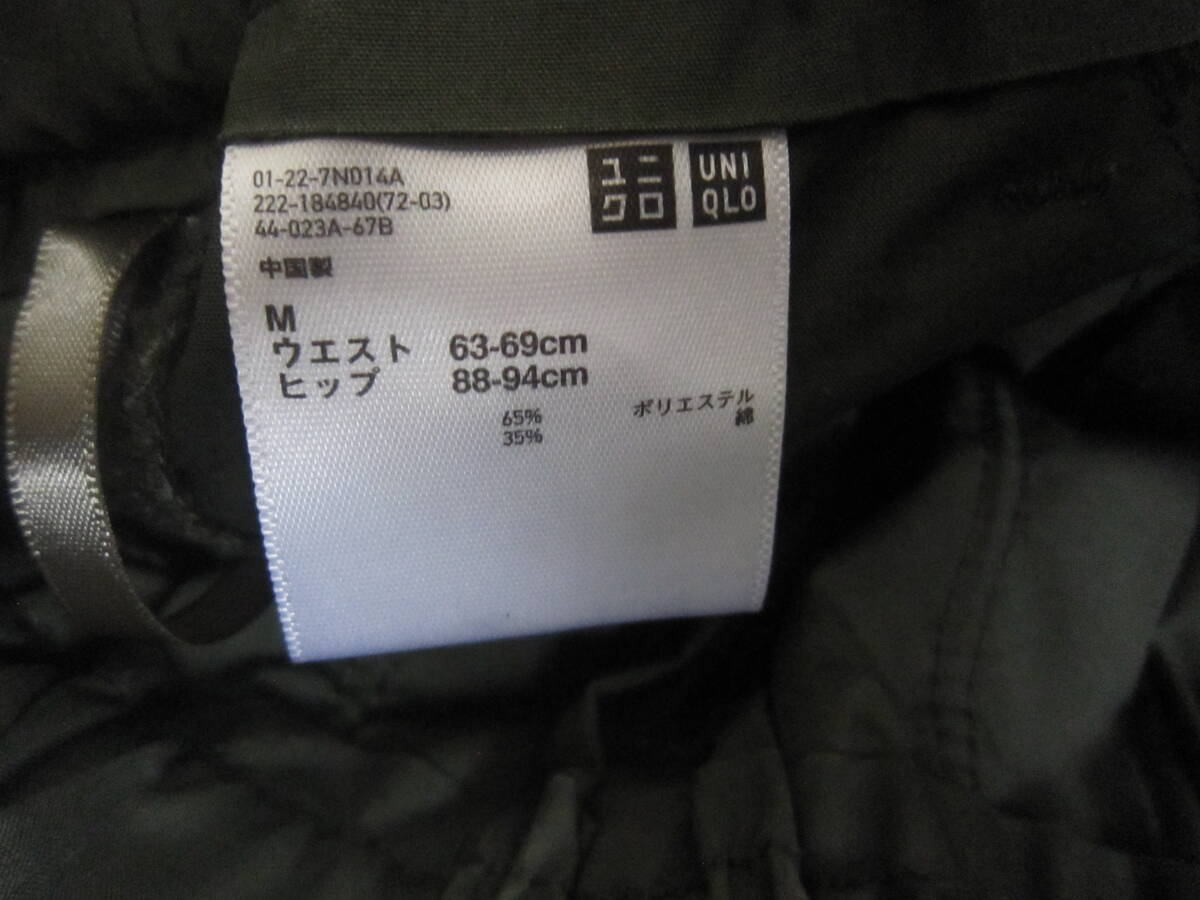 01-22-7N014A
222-184840(72-03)
44-023A-67B
中国製
ユニ
クロ
UNI
QLO
M
ウエスト 63-69cm
ヒップ 88-94cm
65% ポリエステル
35% 綿